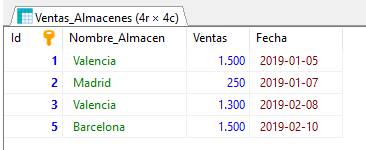 Ventas_Almacenes (4r × 4c)
Id Nombre_Almacen Ventas Fecha
1 Valencia 1.500 2019-01-05
2 Madrid 250 2019-01-07
3 Valencia 1.300 2019-02-08
5 Barcelona 1.500 2019-02-10